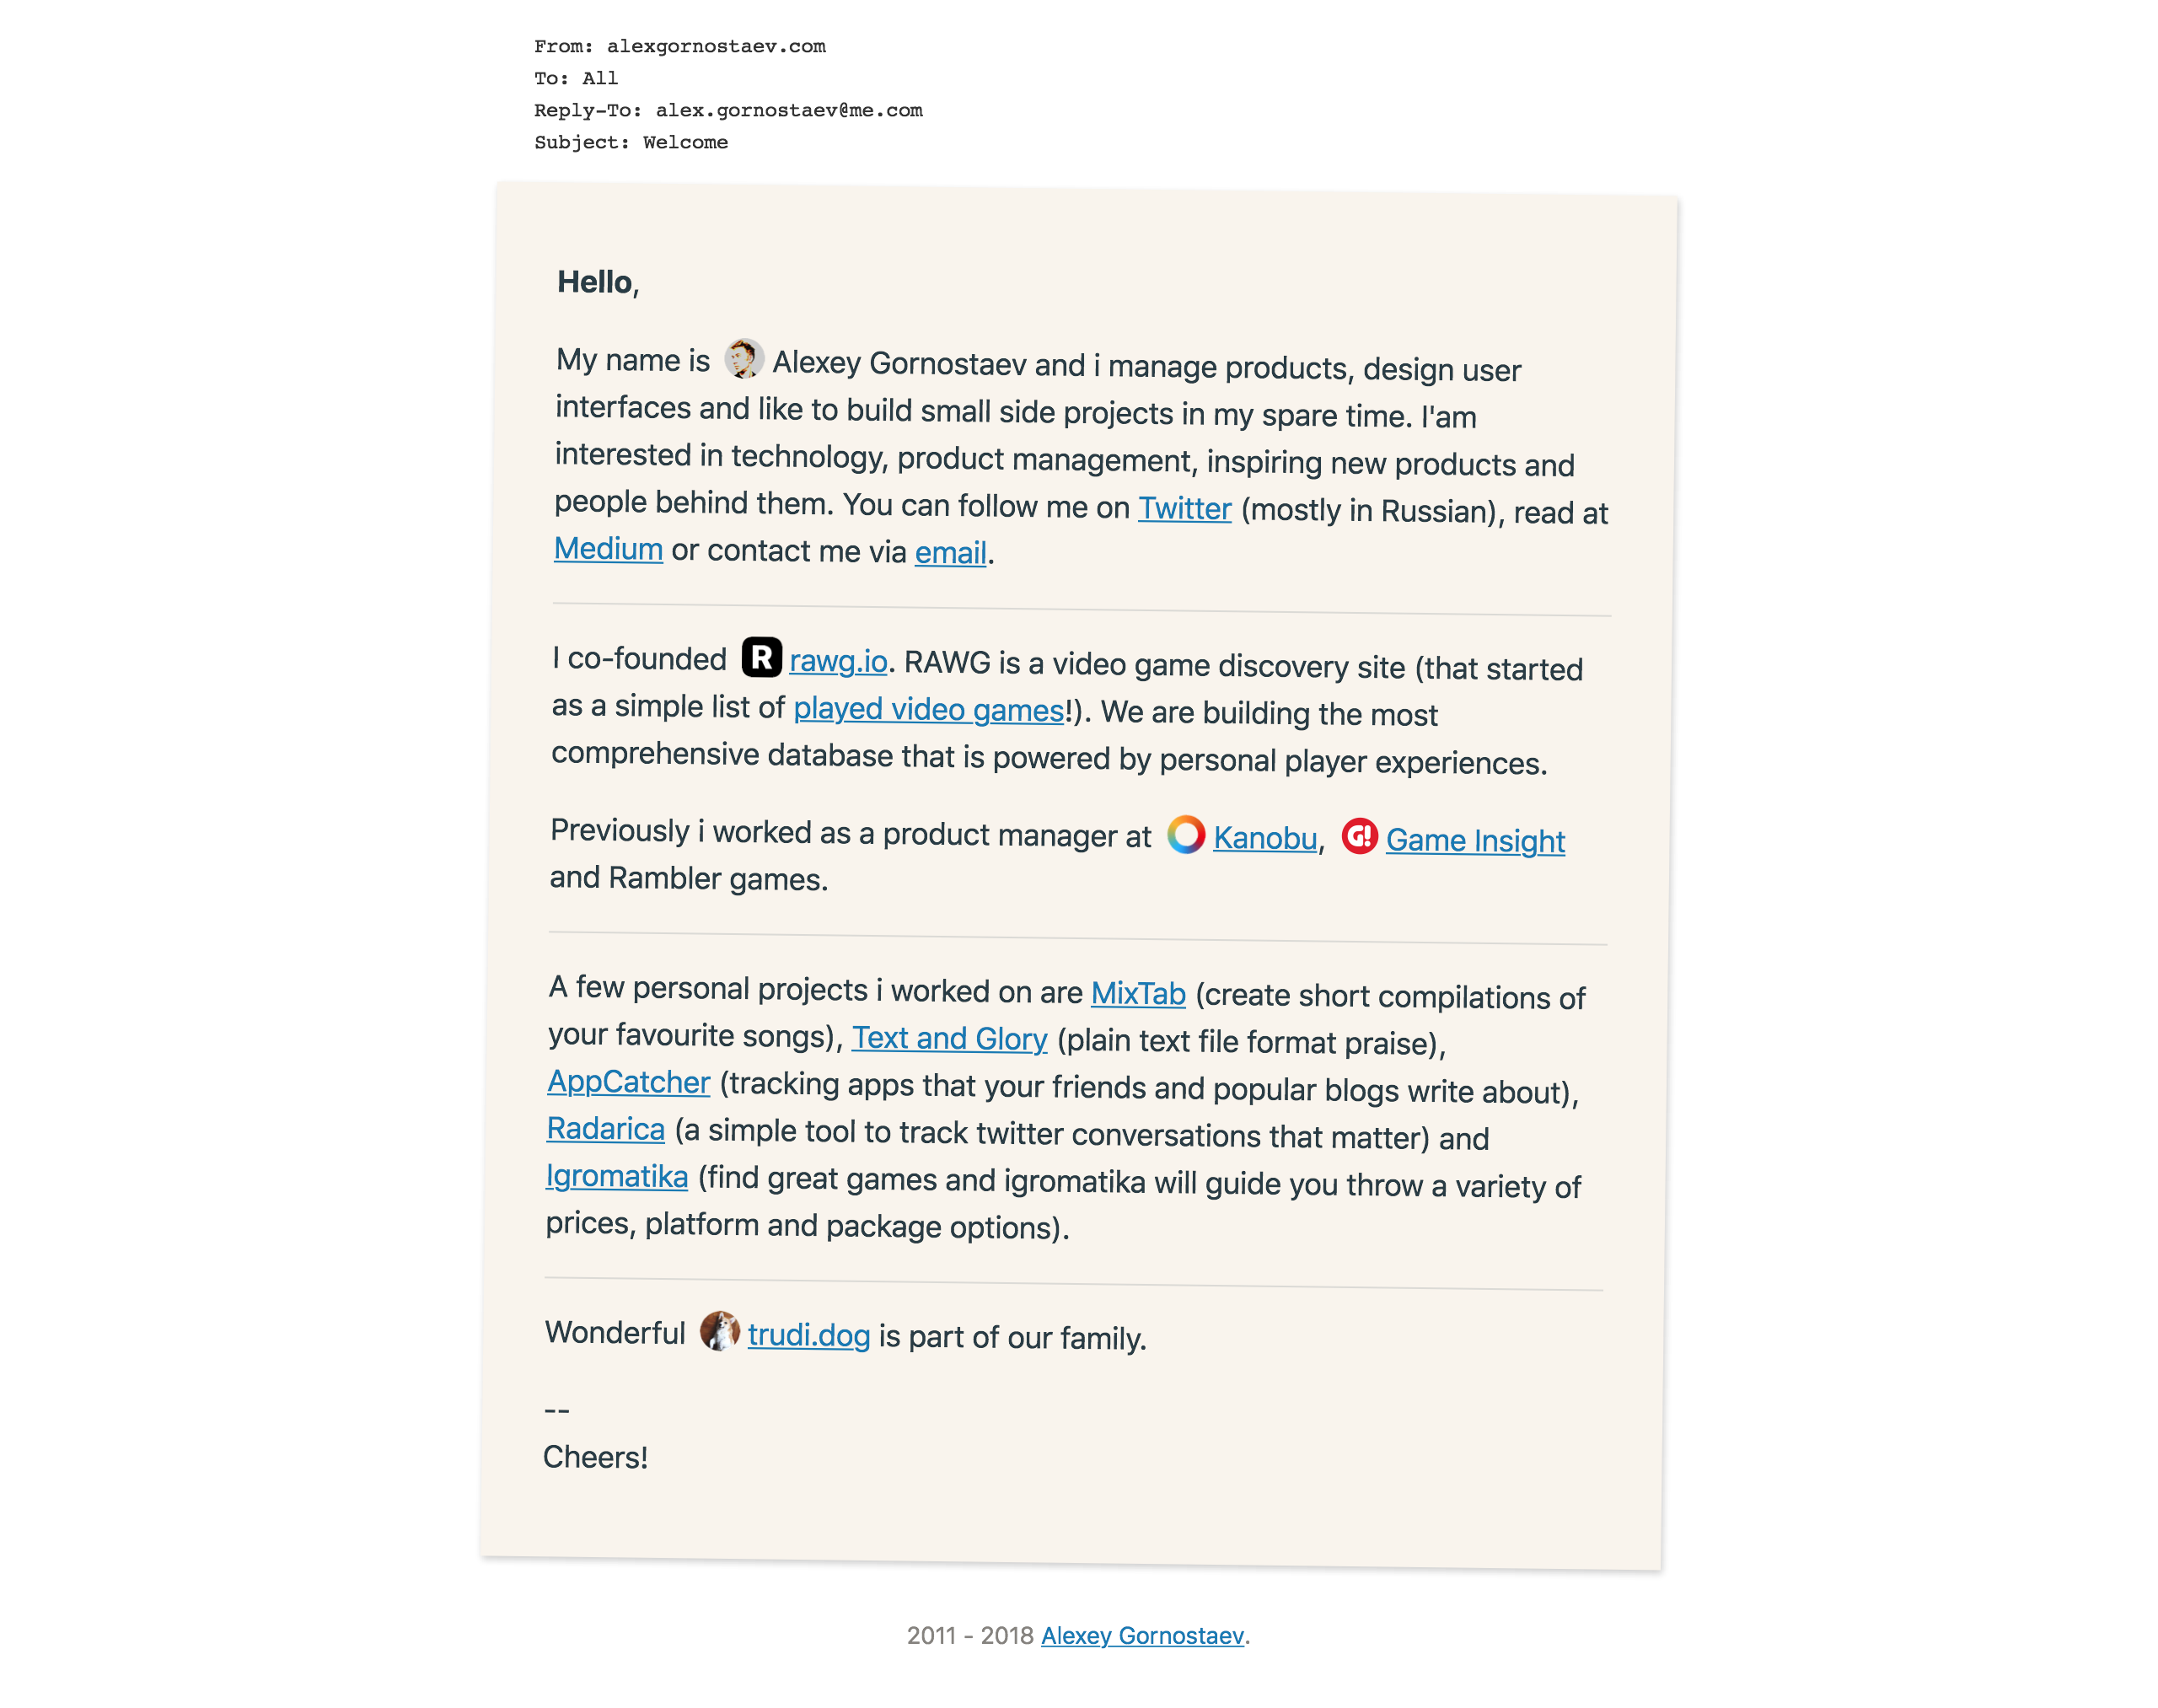 From: alexgornostaev.com
To: All
Reply-To: alex.gornostaev@me.com
Subject: Welcome
Hello,
My name is Alexey Gornostaev and i manage products, design user
interfaces and like to build small side projects in my spare time. I'am
interested in technology, product management, inspiring new products and
people behind them. You can follow me on Twitter (mostly in Russian), read at
Medium or contact me via email.
I co-founded R rawg.io. RAWG is a video game discovery site (that started
as a simple list of played video games!). We are building the most
comprehensive database that is powered by personal player experiences.
Previously i worked as a product manager at Kanobu, G! Game Insight
and Rambler games.
A few personal projects i worked on are MixTab (create short compilations of
your favourite songs), Text and Glory (plain text file format praise),
AppCatcher (tracking apps that your friends and popular blogs write about),
Radarica (a simple tool to track twitter conversations that matter) and
Igromatika (find great games and igromatika will guide you throw a variety of
prices, platform and package options).
Wonderful trudi.dog is part of our family.
--
Cheers!
2011 - 2018 Alexey Gornostaev.